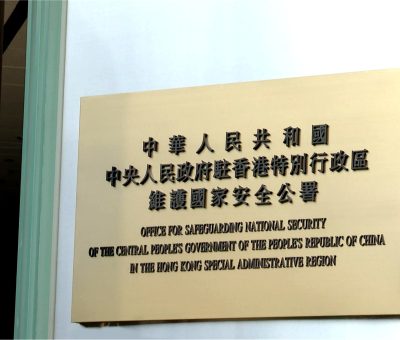 中華人民共和國
中央人民政府駐香港特別行政區
維護國家安全公署
OFFICE FOR SAFEGUARDING NATIONAL SECURITY
OF THE CENTRAL PEOPLE'S GOVERNMENT OF THE PEOPLE'S REPUBLIC OF CHINA
IN THE HONG KONG SPECIAL ADMINISTRATIVE REGION